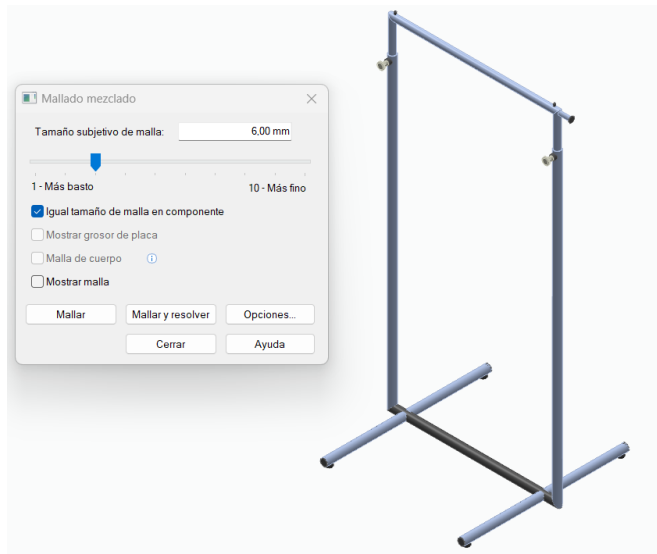 Mallado mezclado
Tamaño subjetivo de malla: 6.00 mm
1 - Más basto 10 - Más fino
Igual tamaño de malla en componente
Mostrar grosor de placa
Malla de cuerpo
Mostrar malla
Mallar Mallar y resolver Opciones...
Cerrar Ayuda